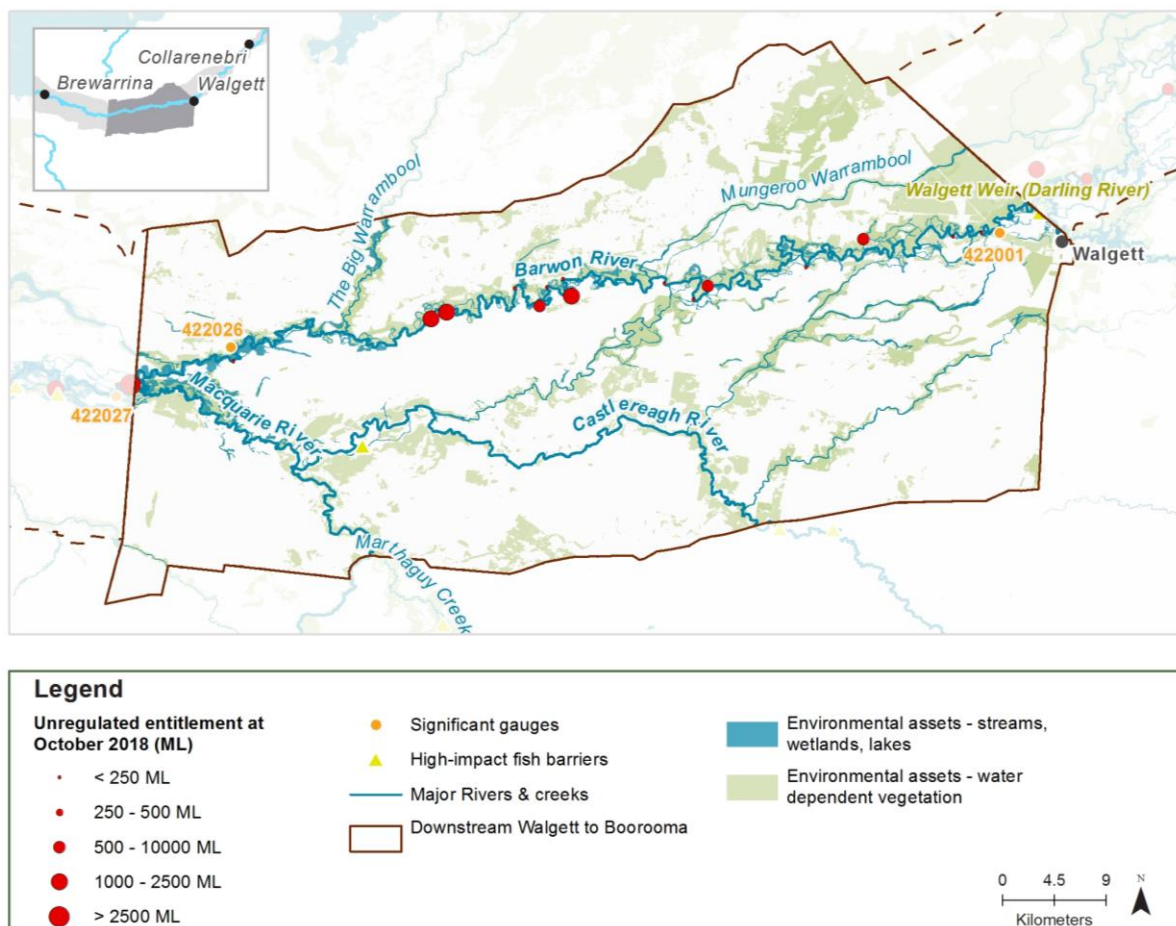 Collarenebri
Brewarrina
Walgett
The Big Warrambool
Mungeroo Warrambool
Walgett Weir (Darling River)
Barwon River
422001
Walgett
422026
Macquarie River
422027
Castlereagh River
Marthaguy Creek
Legend
Unregulated entitlement at
October 2018 (ML)
< 250 ML
250 - 500 ML
500 - 10000 ML
1000 - 2500 ML
> 2500 ML
Significant gauges
High-impact fish barriers
Major Rivers & creeks
Downstream Walgett to Boorooma
Environmental assets - streams,
wetlands, lakes
Environmental assets - water
dependent vegetation
0 4.5 9
Kilometers
N